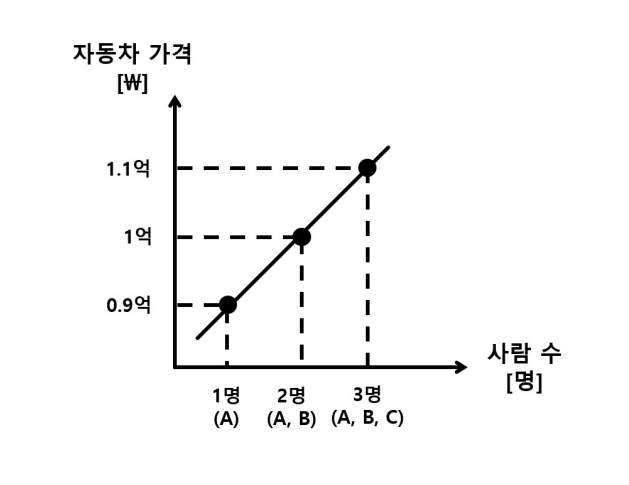 자동차 가격
[₩]
1.1억
1억
0.9억
사람 수
[명]
1명
(A)
2명
(A, B)
3명
(A, B, C)